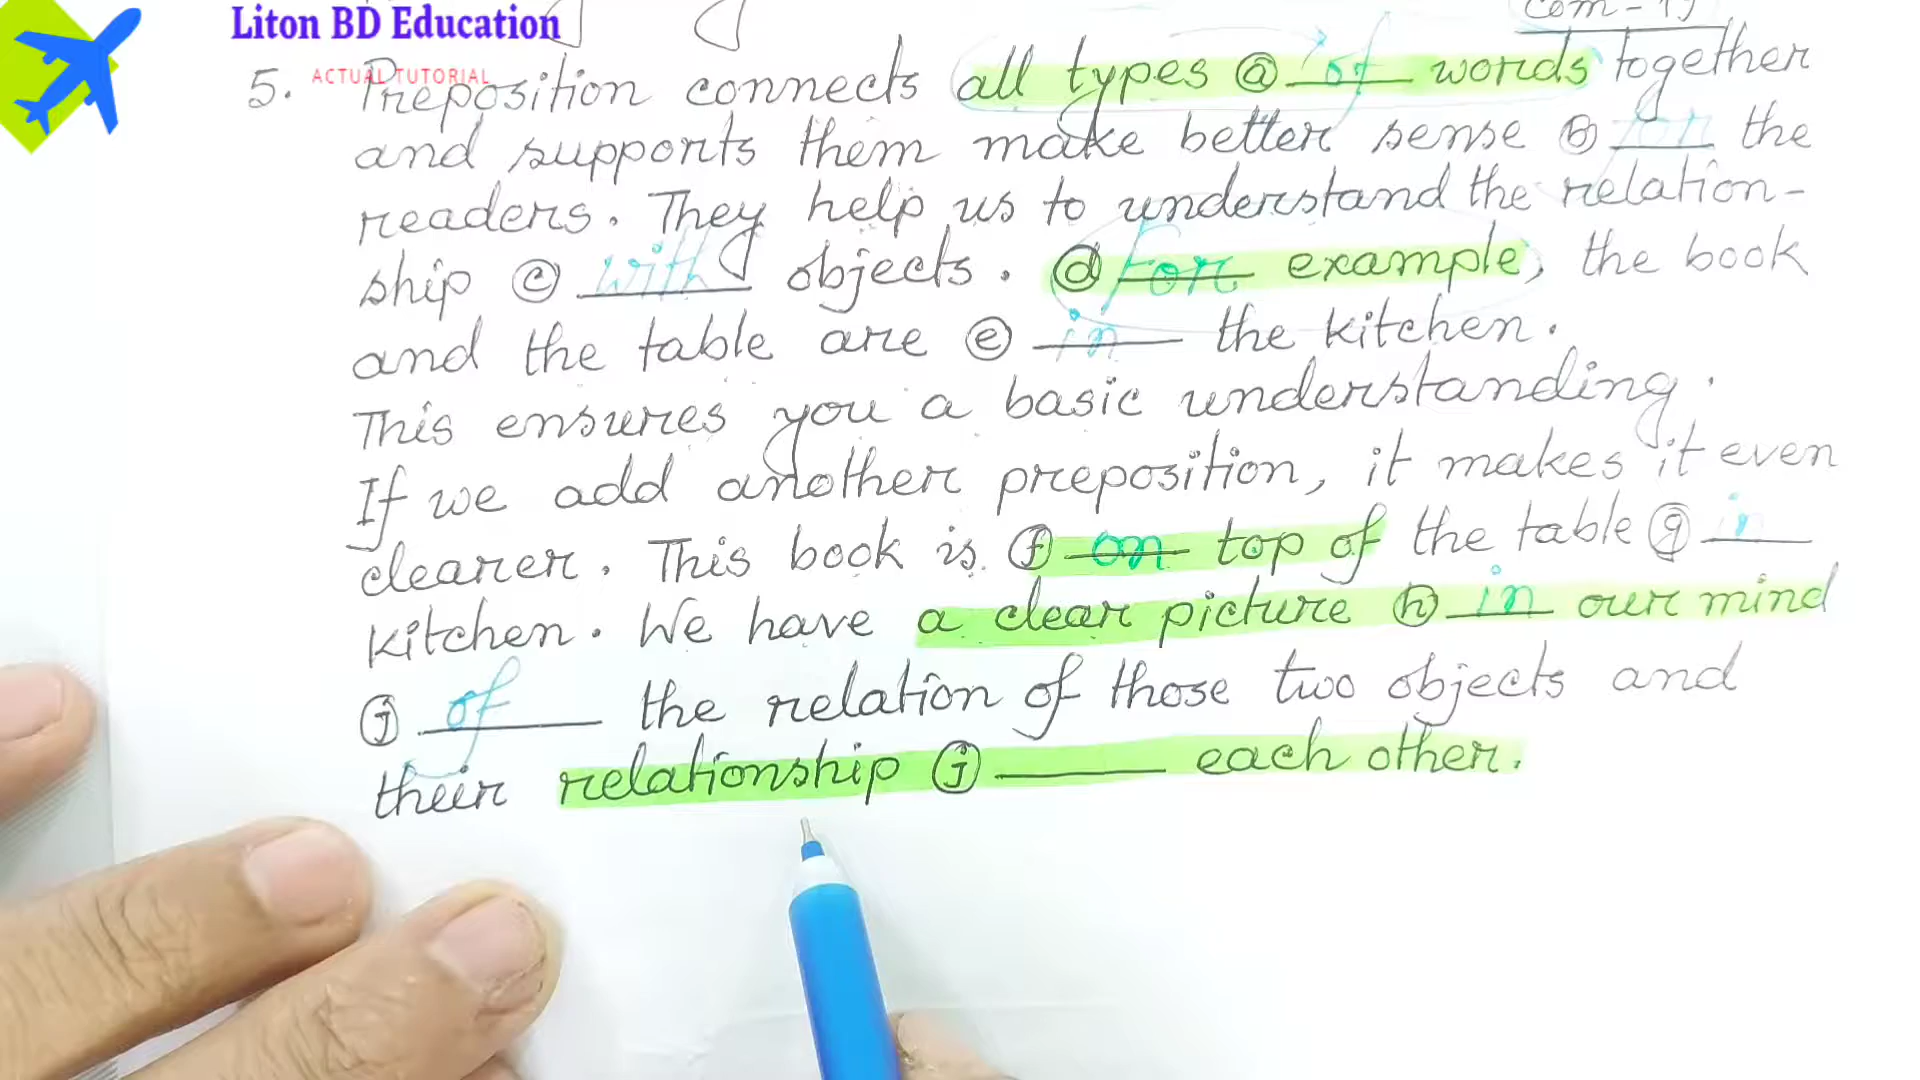 Com - 19
Liton BD Education
ACTUAL TUTORIAL
5. Preposition connects all types ⓐ of words together
and supports them make better sense ⓑ for the
readers. They help us to understand the relation-
ship ⓒ with objects. ⓓ For example, the book
and the table are ⓔ in the kitchen.
This ensures you a basic understanding.
If we add another preposition, it makes it even
clearer. This book is ⓕ on top of the table ⓖ in
kitchen. We have a clear picture ⓗ in our mind
ⓘ of the relation of those two objects and
their relationship ⓙ ______ each other.